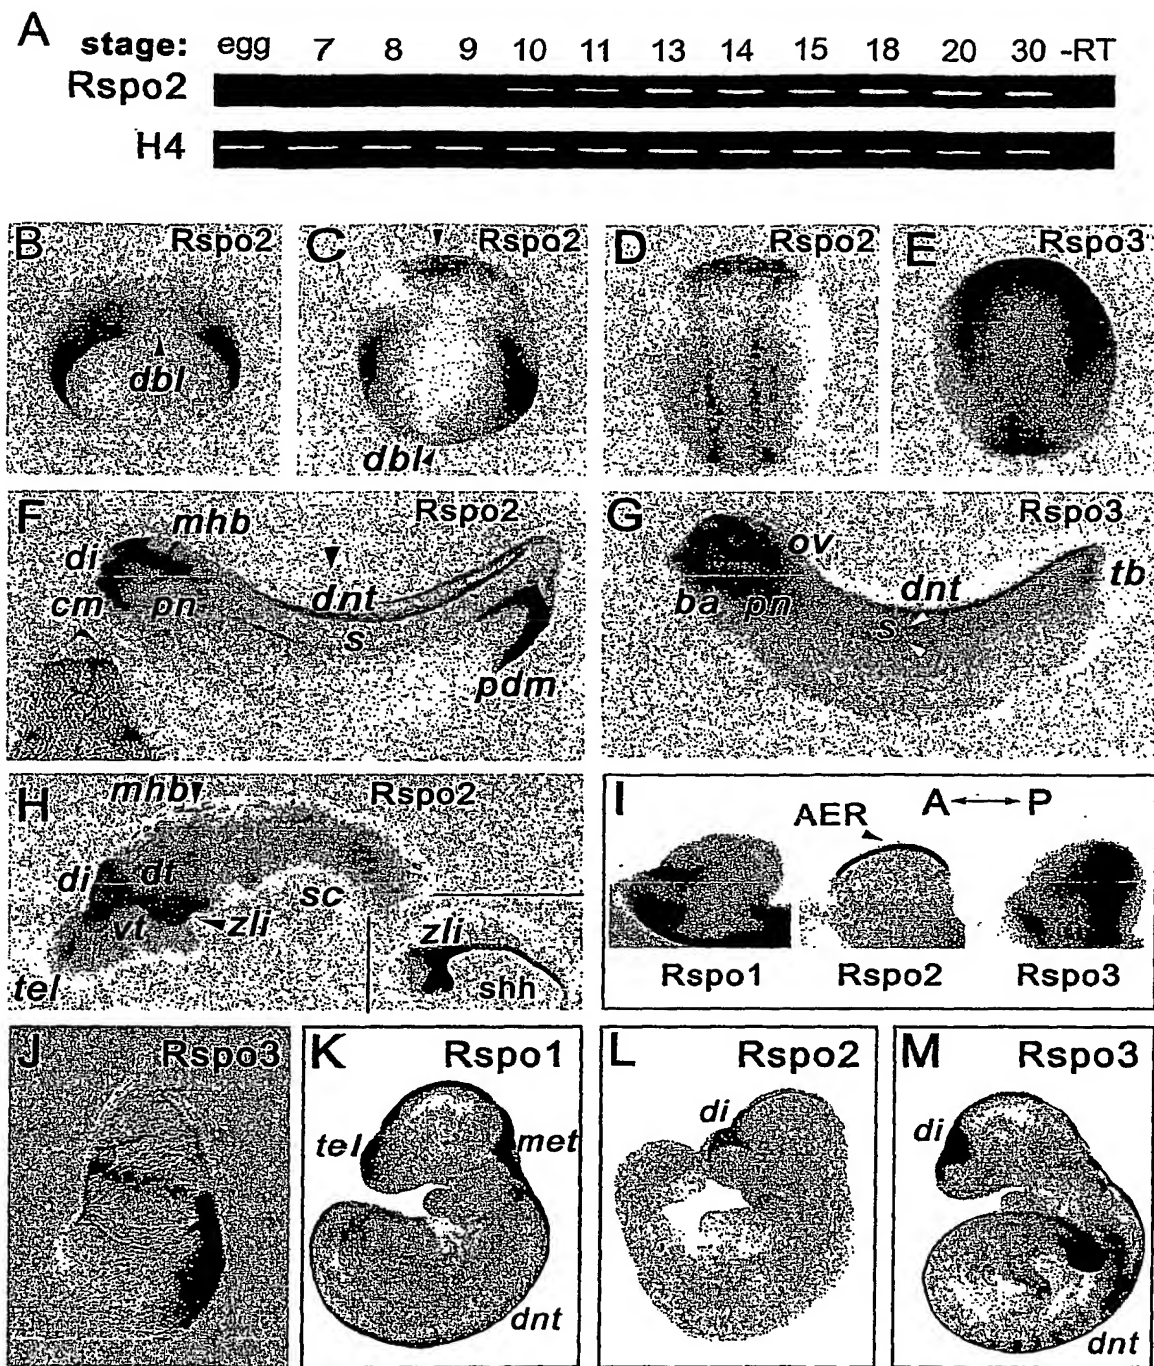 A
stage: egg 7 8 9 10 11 13 14 15 18 20 30 -RT
Rspo2
H4
B Rspo2
dbl
C Rspo2
dbl
D Rspo2
E Rspo3
F Rspo2
mhb
di
cm pn dnt
s
pdm
G Rspo3
ov
dnt tb
ba pn
s
H Rspo2
mhb
di dt
sc
vt zli
tel
zli
shh
I A P
AER
Rspo1 Rspo2 Rspo3
J Rspo3
K Rspo1
tel met
dnt
L Rspo2
di
M Rspo3
di
dnt